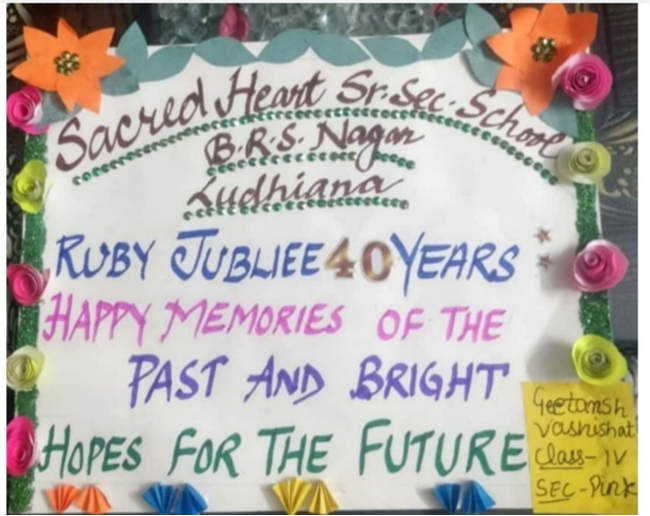 Sacred Heart Sr. Sec. School
B.R.S. Nagar
Ludhiana
RUBY JUBLIEE 40 YEARS
HAPPY MEMORIES OF THE
PAST AND BRIGHT
HOPES FOR THE FUTURE
Geetansh
Vashishat
Class - IV
SEC - Pink